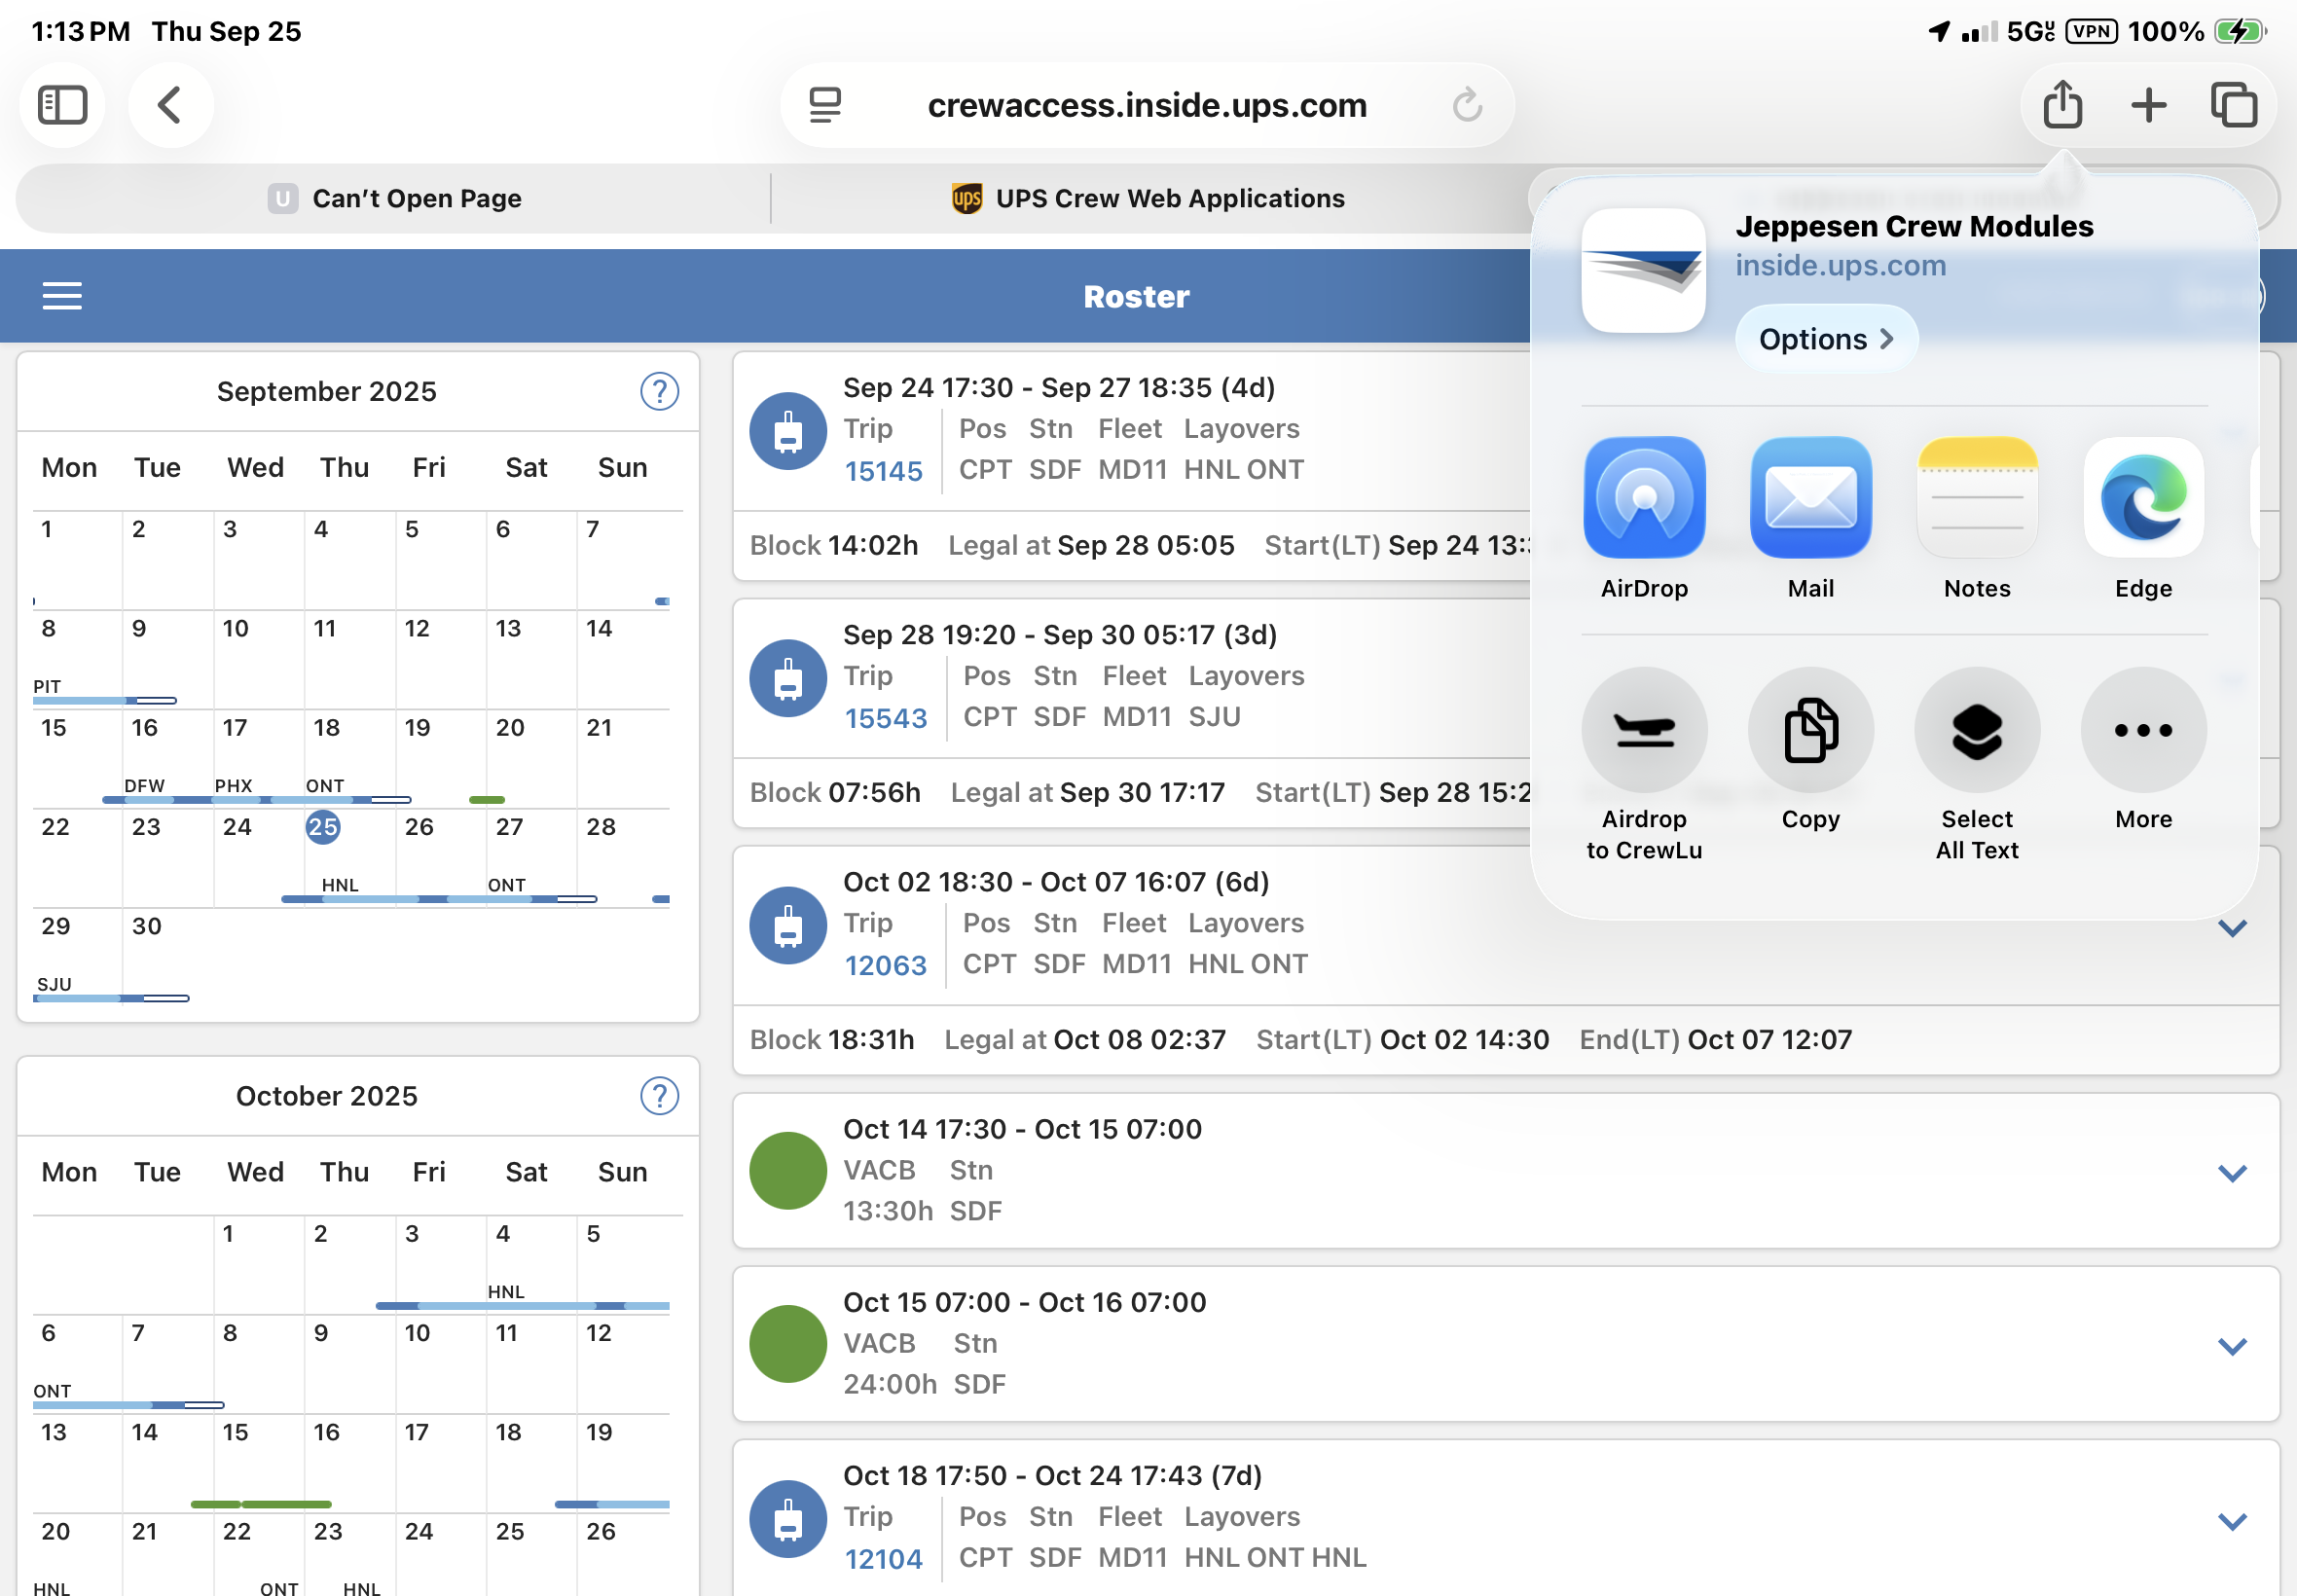 1:13 PM Thu Sep 25
5G VPN 100%
crewaccess.inside.ups.com
U Can't Open Page
ups UPS Crew Web Applications
Roster
September 2025 ?
Mon Tue Wed Thu Fri Sat Sun
1 2 3 4 5 6 7
8 9 10 11 12 13 14
PIT
15 16 17 18 19 20 21
DFW PHX ONT
22 23 24 25 26 27 28
HNL ONT
29 30
SJU
October 2025 ?
Mon Tue Wed Thu Fri Sat Sun
1 2 3 4 5
HNL
6 7 8 9 10 11 12
ONT
13 14 15 16 17 18 19
20 21 22 23 24 25 26
HNL ONT HNL
Sep 24 17:30 - Sep 27 18:35 (4d)
Trip Pos Stn Fleet Layovers
15145 CPT SDF MD11 HNL ONT
Block 14:02h Legal at Sep 28 05:05 Start(LT) Sep 24 13:
Sep 28 19:20 - Sep 30 05:17 (3d)
Trip Pos Stn Fleet Layovers
15543 CPT SDF MD11 SJU
Block 07:56h Legal at Sep 30 17:17 Start(LT) Sep 28 15:2
Oct 02 18:30 - Oct 07 16:07 (6d)
Trip Pos Stn Fleet Layovers
12063 CPT SDF MD11 HNL ONT
Block 18:31h Legal at Oct 08 02:37 Start(LT) Oct 02 14:30 End(LT) Oct 07 12:07
Oct 14 17:30 - Oct 15 07:00
VACB Stn
13:30h SDF
Oct 15 07:00 - Oct 16 07:00
VACB Stn
24:00h SDF
Oct 18 17:50 - Oct 24 17:43 (7d)
Trip Pos Stn Fleet Layovers
12104 CPT SDF MD11 HNL ONT HNL
Jeppesen Crew Modules
inside.ups.com
Options
AirDrop Mail Notes Edge
Airdrop to CrewLu
Copy
Select All Text
More